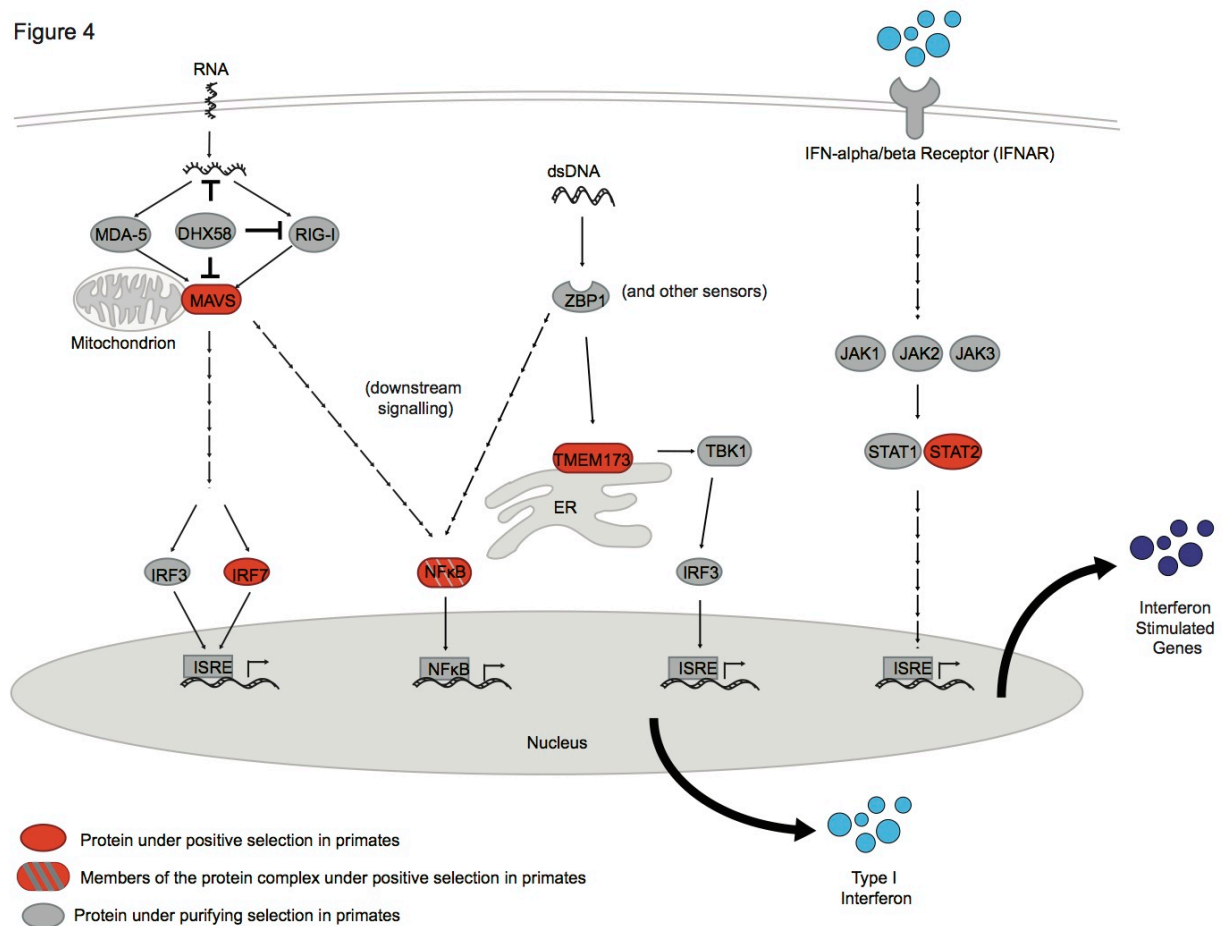 Figure 4
RNA
IFN-alpha/beta Receptor (IFNAR)
dsDNA
MDA-5
DHX58
RIG-I
MAVS
Mitochondrion
ZBP1
(and other sensors)
JAK1
JAK2
JAK3
(downstream
signalling)
TMEM173
TBK1
STAT1
STAT2
ER
IRF3
IRF7
NFκB
IRF3
Interferon
Stimulated
Genes
ISRE
NFκB
ISRE
ISRE
Nucleus
Protein under positive selection in primates
Members of the protein complex under positive selection in primates
Protein under purifying selection in primates
Type I
Interferon